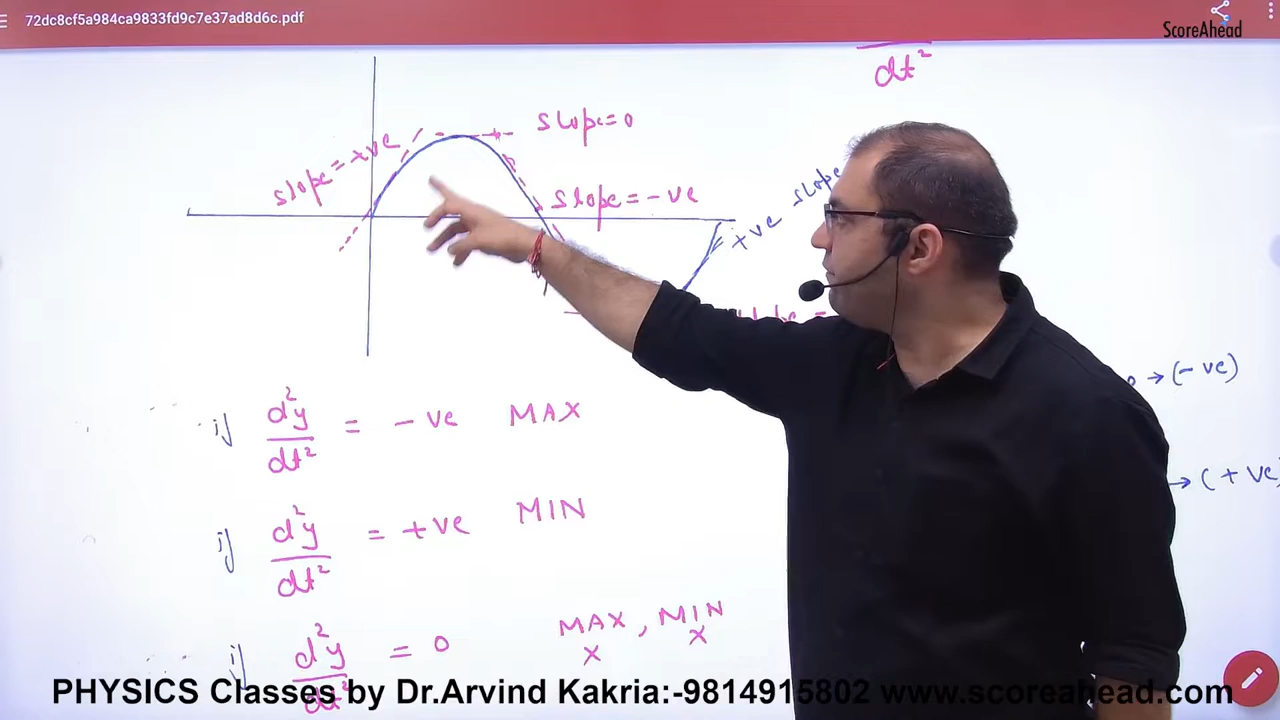 72dc8cf5a984ca9833fd9c7e37ad8d6c.pdf
ScoreAhead
dt²
slope=+ve
slope=0
slope=-ve
+ve slope
→(-ve)
if d²y/dt² = -ve MAX
→(+ve)
if d²y/dt² = +ve MIN
if d²y/dt² = 0 MAX, MIN
x x
PHYSICS Classes by Dr.Arvind Kakria:-9814915802 www.scoreahead.com